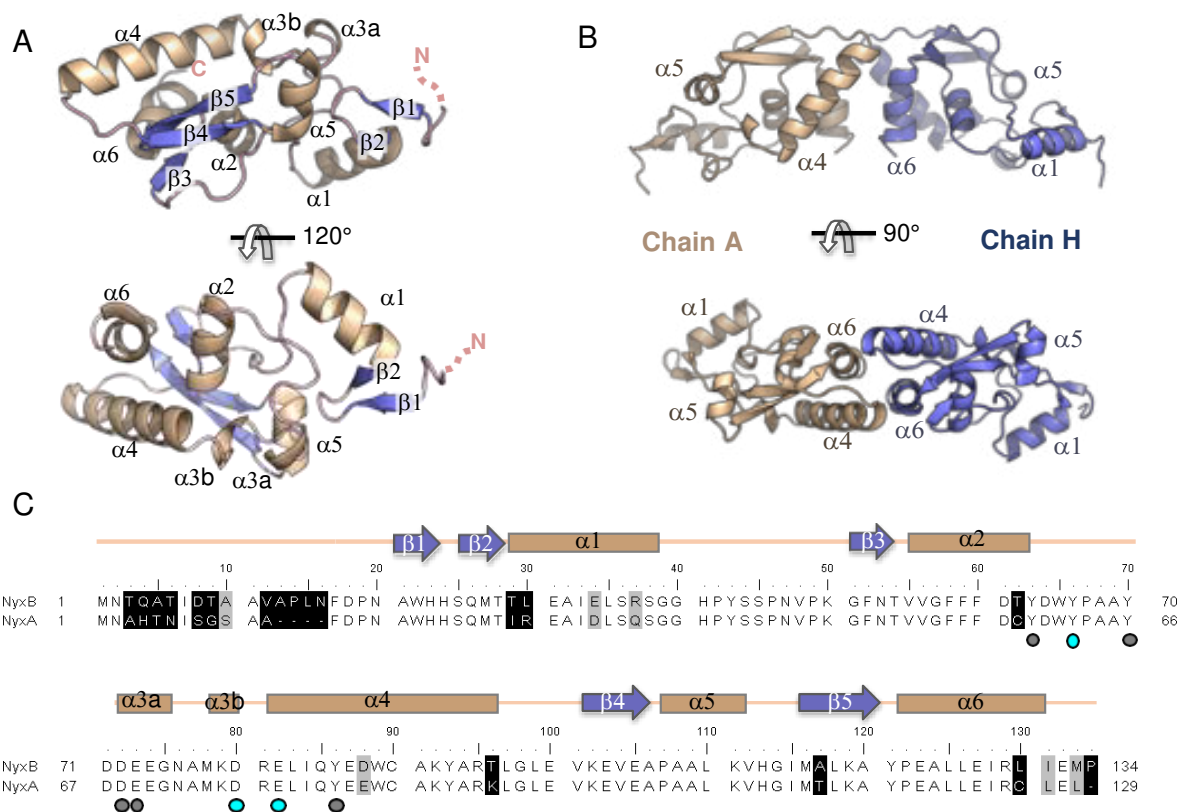 A
α4
α3b
α3a
C
N
β5
β1
β4
α5
β2
α6
α2
β3
α1
120°
α6
α2
α1
N
β2
β1
α4
α5
α3b
α3a
B
α5
α5
α4
α6
α1
Chain A
90°
Chain H
α1
α6
α4
α5
α5
α4
α6
α1
C
β1 β2 α1 β3 α2
10 20 30 40 50 60 70
NyxB 1 MNTQATIDTA AVAPLNFDPN AWHHSQMTTL EAIELSRSGG HPYSSPNVPK GFNTVVGFFF DTYDWYPAAY 70
NyxA 1 MNAHTNISGS AA----FDPN AWHHSQMTIR EAIDLSQSGG HPYSSPNVPK GFNTVVGFFF DCYDWYPAAY 66
α3a α3b α4 β4 α5 β5 α6
80 90 100 110 120 130
NyxB 71 DDEEGNAMKD RELIQYEDWC AKYARTLGLE VKEVEAPAAL KVHGIMALKA YPEALLEIRL IEMP 134
NyxA 67 DDEEGNAMKD RELIQYEEWC AKYARKLGLE VKEVEAPAAL KVHGIMTLKA YPEALLEIRC LEL- 129